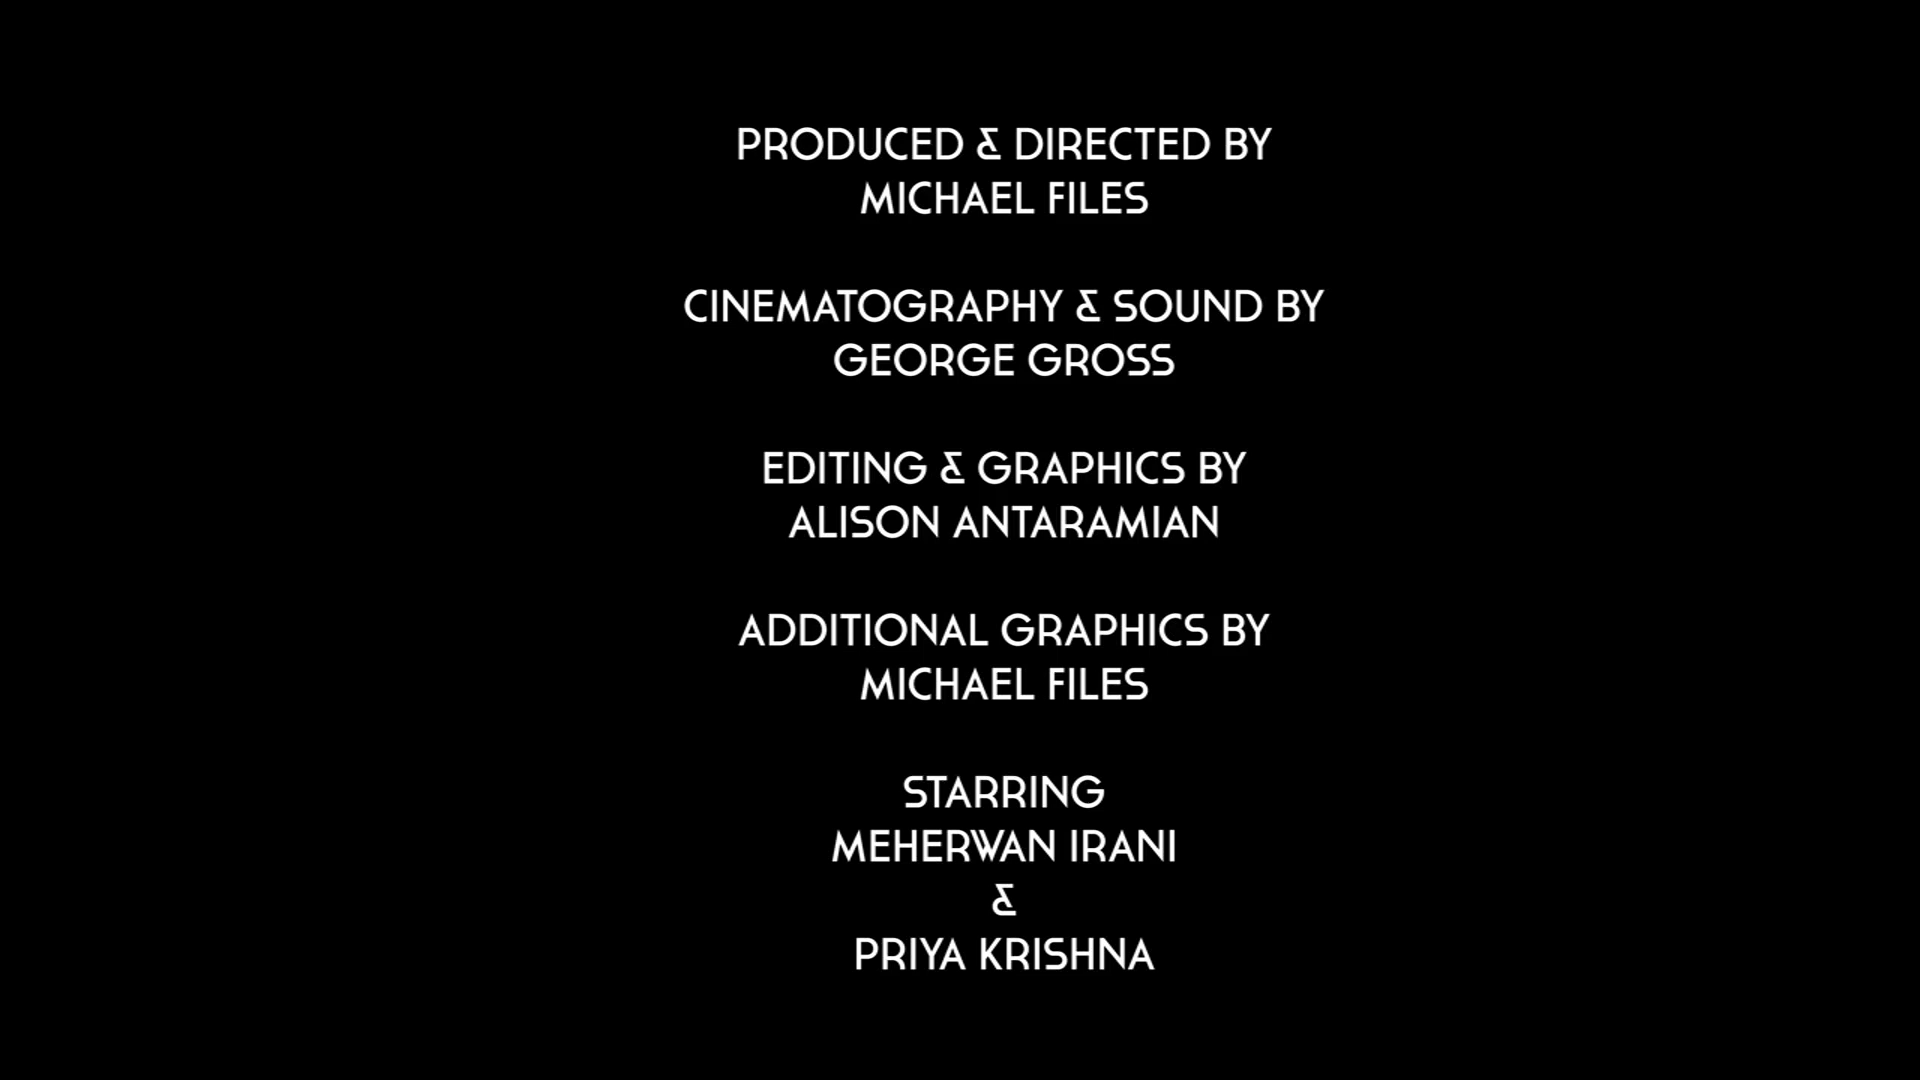 PRODUCED & DIRECTED BY
MICHAEL FILES
CINEMATOGRAPHY & SOUND BY
GEORGE GROSS
EDITING & GRAPHICS BY
ALISON ANTARAMIAN
ADDITIONAL GRAPHICS BY
MICHAEL FILES
STARRING
MEHERWAN IRANI
&
PRIYA KRISHNA